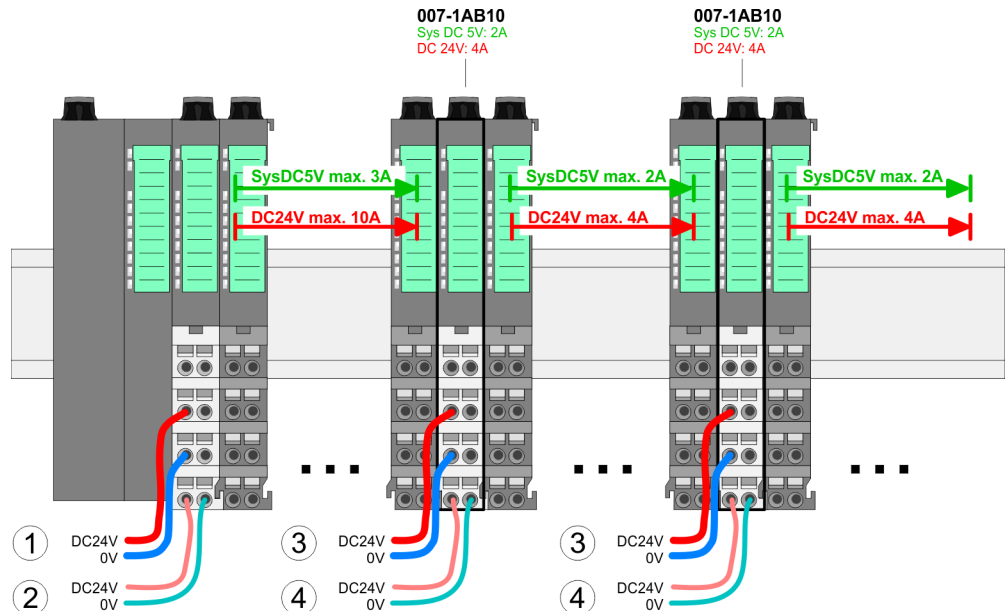 007-1AB10
Sys DC 5V: 2A
DC 24V: 4A
007-1AB10
Sys DC 5V: 2A
DC 24V: 4A
SysDC5V max. 3A
SysDC5V max. 2A
SysDC5V max. 2A
DC24V max. 10A
DC24V max. 4A
DC24V max. 4A
1
DC24V
0V
3
DC24V
0V
3
DC24V
0V
2
DC24V
0V
4
DC24V
0V
4
DC24V
0V